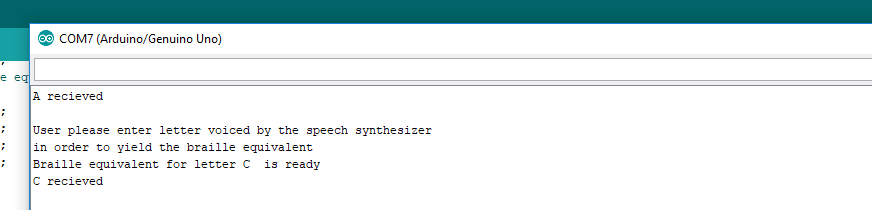 COM7 (Arduino/Genuino Uno)
e eq
;
A recieved
;
;
User please enter letter voiced by the speech synthesizer
;
in order to yield the braille equivalent
;
Braille equivalent for letter C  is ready
C recieved